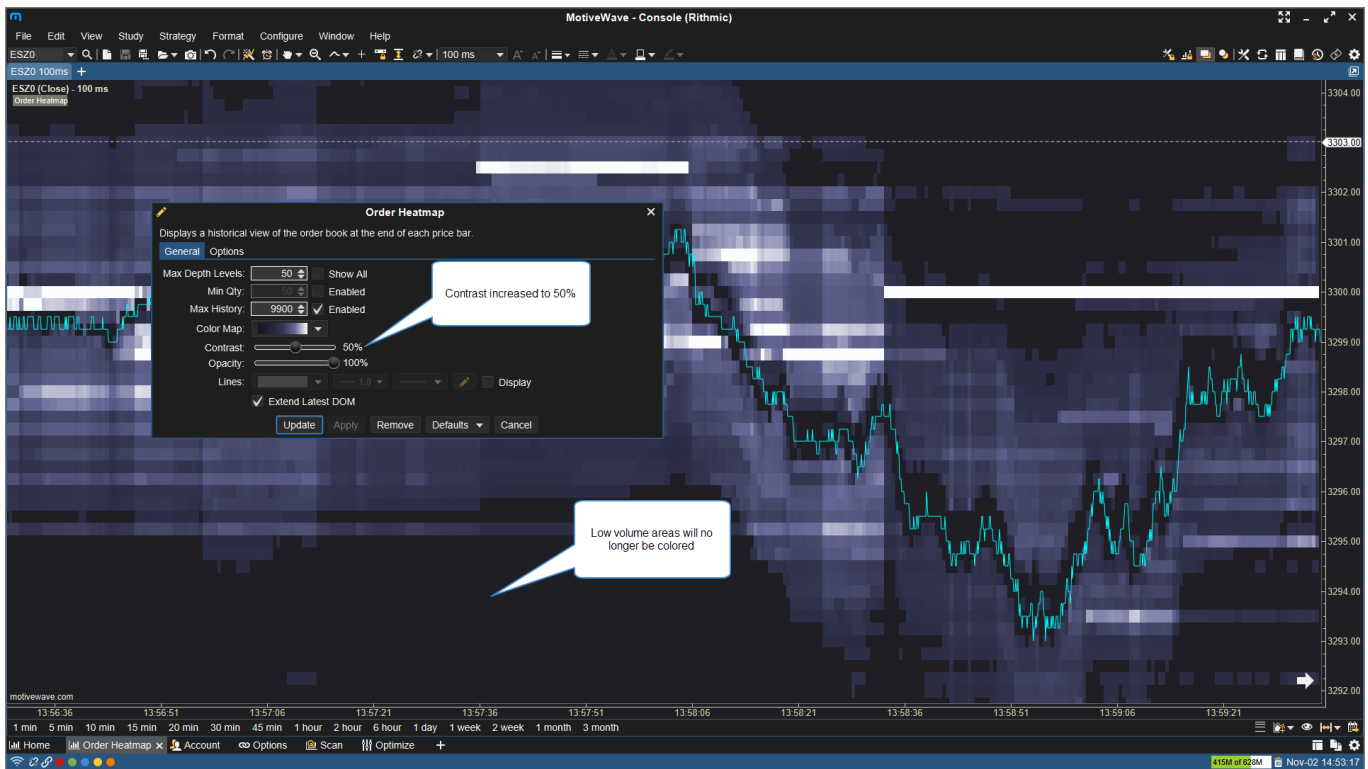 MotiveWave - Console (Rithmic)
File Edit View Study Strategy Format Configure Window Help
ESZ0 100 ms
ESZ0 100ms +
ESZ0 (Close) - 100 ms
Order Heatmap
3304.00
3303.00
3302.00
3301.00
3300.00
3299.00
3298.00
3297.00
3296.00
3295.00
3294.00
3293.00
3292.00
Order Heatmap
Displays a historical view of the order book at the end of each price bar.
General Options
Max Depth Levels: 50 Show All
Min Qty: 50 Enabled
Max History: 9900 Enabled
Color Map:
Contrast: 50%
Opacity: 100%
Lines: 1.0 Display
Extend Latest DOM
Update Apply Remove Defaults Cancel
Contrast increased to 50%
Low volume areas will no
longer be colored
motivewave.com
13:56:36 13:56:51 13:57:06 13:57:21 13:57:36 13:57:51 13:58:06 13:58:21 13:58:36 13:58:51 13:59:06 13:59:21
1 min 5 min 10 min 15 min 20 min 30 min 45 min 1 hour 2 hour 6 hour 1 day 1 week 2 week 1 month 3 month
Home Order Heatmap Account Options Scan Optimize +
415M of 628M Nov-02 14:53:17